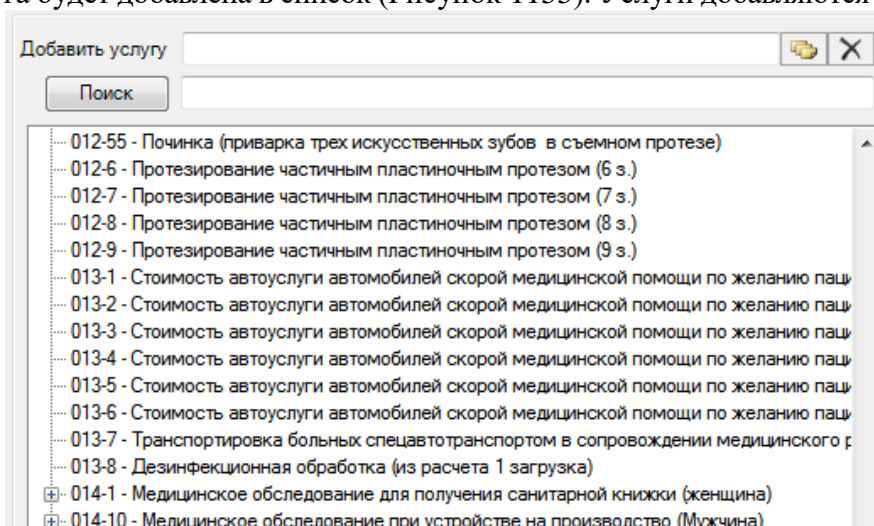 будет добавлена в список (Рисунок 1153). Услуги добавляются
Добавить услугу
Поиск
012-55 - Починка (приварка трех искусственных зубов в съемном протезе)
012-6 - Протезирование частичным пластиночным протезом (6 з.)
012-7 - Протезирование частичным пластиночным протезом (7 з.)
012-8 - Протезирование частичным пластиночным протезом (8 з.)
012-9 - Протезирование частичным пластиночным протезом (9 з.)
013-1 - Стоимость автоуслуги автомобилей скорой медицинской помощи по желанию паци
013-2 - Стоимость автоуслуги автомобилей скорой медицинской помощи по желанию паци
013-3 - Стоимость автоуслуги автомобилей скорой медицинской помощи по желанию паци
013-4 - Стоимость автоуслуги автомобилей скорой медицинской помощи по желанию паци
013-5 - Стоимость автоуслуги автомобилей скорой медицинской помощи по желанию паци
013-6 - Стоимость автоуслуги автомобилей скорой медицинской помощи по желанию паци
013-7 - Транспортировка больных спецавтотранспортом в сопровождении медицинского
013-8 - Дезинфекционная обработка (из расчета 1 загрузка)
014-1 - Медицинское обследование для получения санитарной книжки (женщина)
014-10 - Медицинское обследование при устройстве на производство (Мужчина)